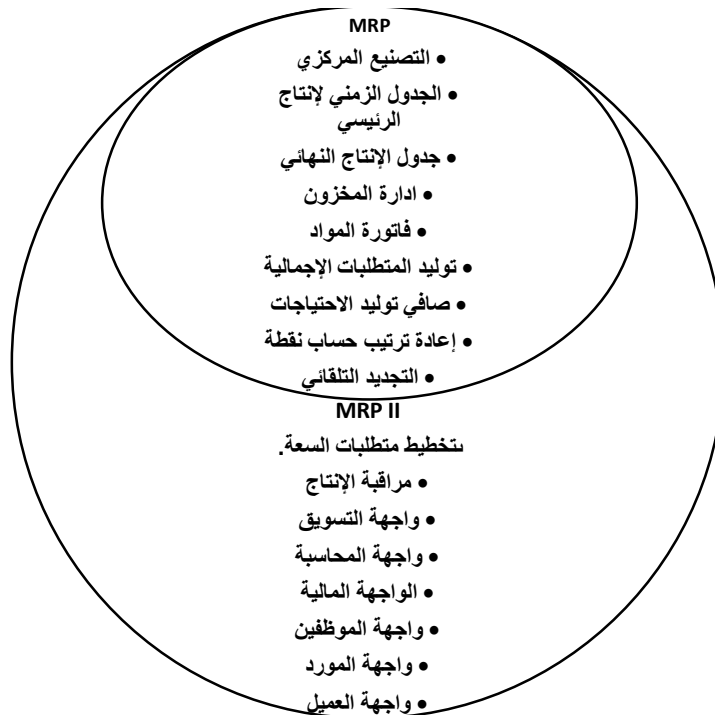 MRP
• التصنيع المركزي
• الجدول الزمني لإنتاج
الرئيسي
• جدول الإنتاج النهائي
• ادارة المخزون
• فاتورة المواد
• توليد المتطلبات الإجمالية
• صافي توليد الاحتياجات
• إعادة ترتيب حساب نقطة
• التجديد التلقائي
MRP II
تخطيط متطلبات السعة.
• مراقبة الإنتاج
• واجهة التسويق
• واجهة المحاسبة
• الواجهة المالية
• واجهة الموظفين
• واجهة المورد
• واجهة العميل